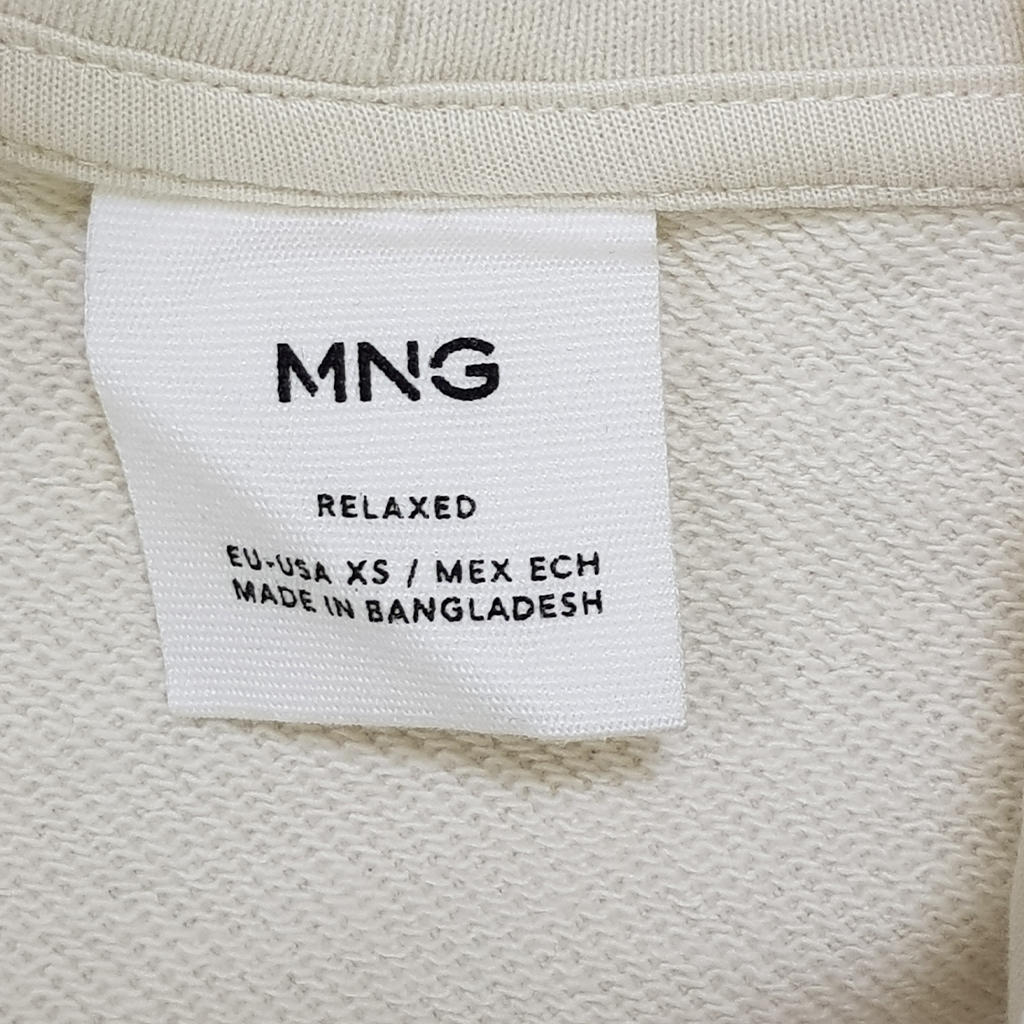 MNG
RELAXED
EU-USA XS / MEX ECH
MADE IN BANGLADESH